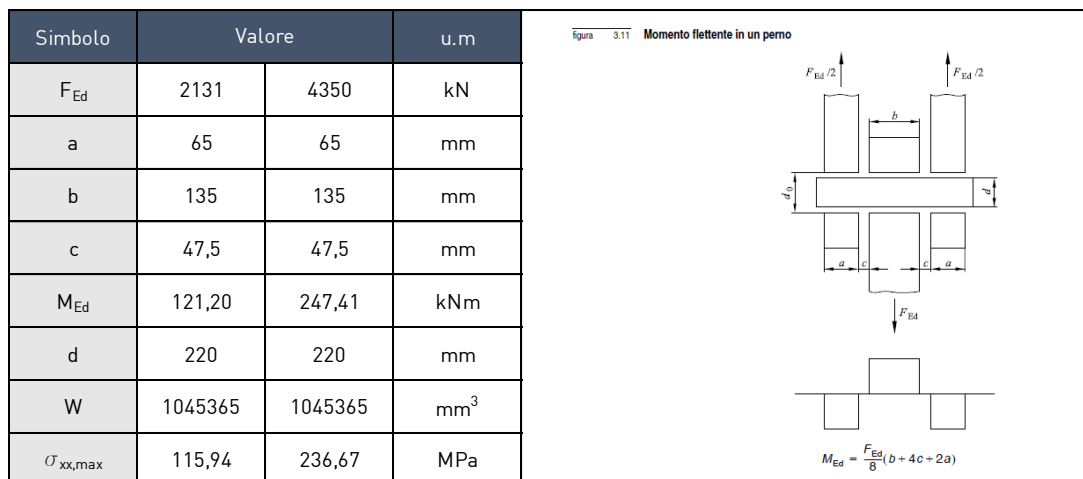 Simbolo Valore u.m
F_Ed 2131 4350 kN
a 65 65 mm
b 135 135 mm
c 47,5 47,5 mm
M_Ed 121,20 247,41 kNm
d 220 220 mm
W 1045365 1045365 mm³
σ_xx,max 115,94 236,67 MPa
figura 3.11 Momento flettente in un perno
F_Ed /2 F_Ed /2
b
d_0 d
a c c a
F_Ed
M_Ed = F_Ed/8 (b + 4c + 2a)